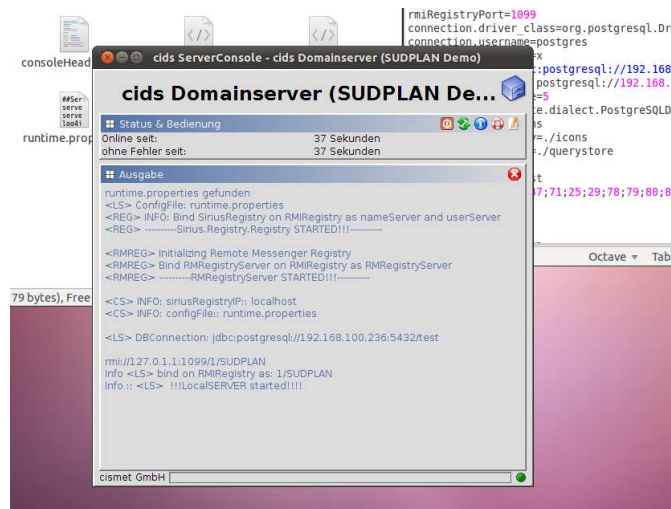 rmiRegistryPort=1099
connection.driver_class=org.postgresql.Dr
connection.username=postgres
=x
:postgresql://192.168
postgresql://192.168.
=5
e.dialect.PostgreSQLD
ns
y=./icons
=./querystore
st
47;71;25;29;78;79;80;8
consoleHead
##Ser
serve
serve
runtime.prop
cids ServerConsole - cids Domainserver (SUDPLAN Demo)
cids Domainserver (SUDPLAN De...
Status & Bedienung
Online seit: 37 Sekunden
ohne Fehler seit: 37 Sekunden
Ausgabe
runtime.properties gefunden
<LS> ConfigFile: runtime.properties
<REG> INFO: Bind SiriusRegistry on RMIRegistry as nameServer and userServer
<REG> ----------Sirius.Registry.Registry STARTED!!!----------
<RMREG> Initializing Remote Messenger Registry
<RMREG> Bind RMRegistryServer on RMIRegistry as RMRegistryServer
<RMREG> ----------RMRegistryServer STARTED!!!----------
<CS> INFO: siriusRegistryIP:: localhost
<CS> INFO: configFile:: runtime.properties
<LS> DBConnection: jdbc:postgresql://192.168.100.236:5432/test
rmi://127.0.1.1:1099/1/SUDPLAN
Info <LS> bind on RMIRegistry as: 1/SUDPLAN
Info :: <LS> !!!LocalSERVER started!!!!
cismet GmbH
Octave Tab
79 bytes), Free